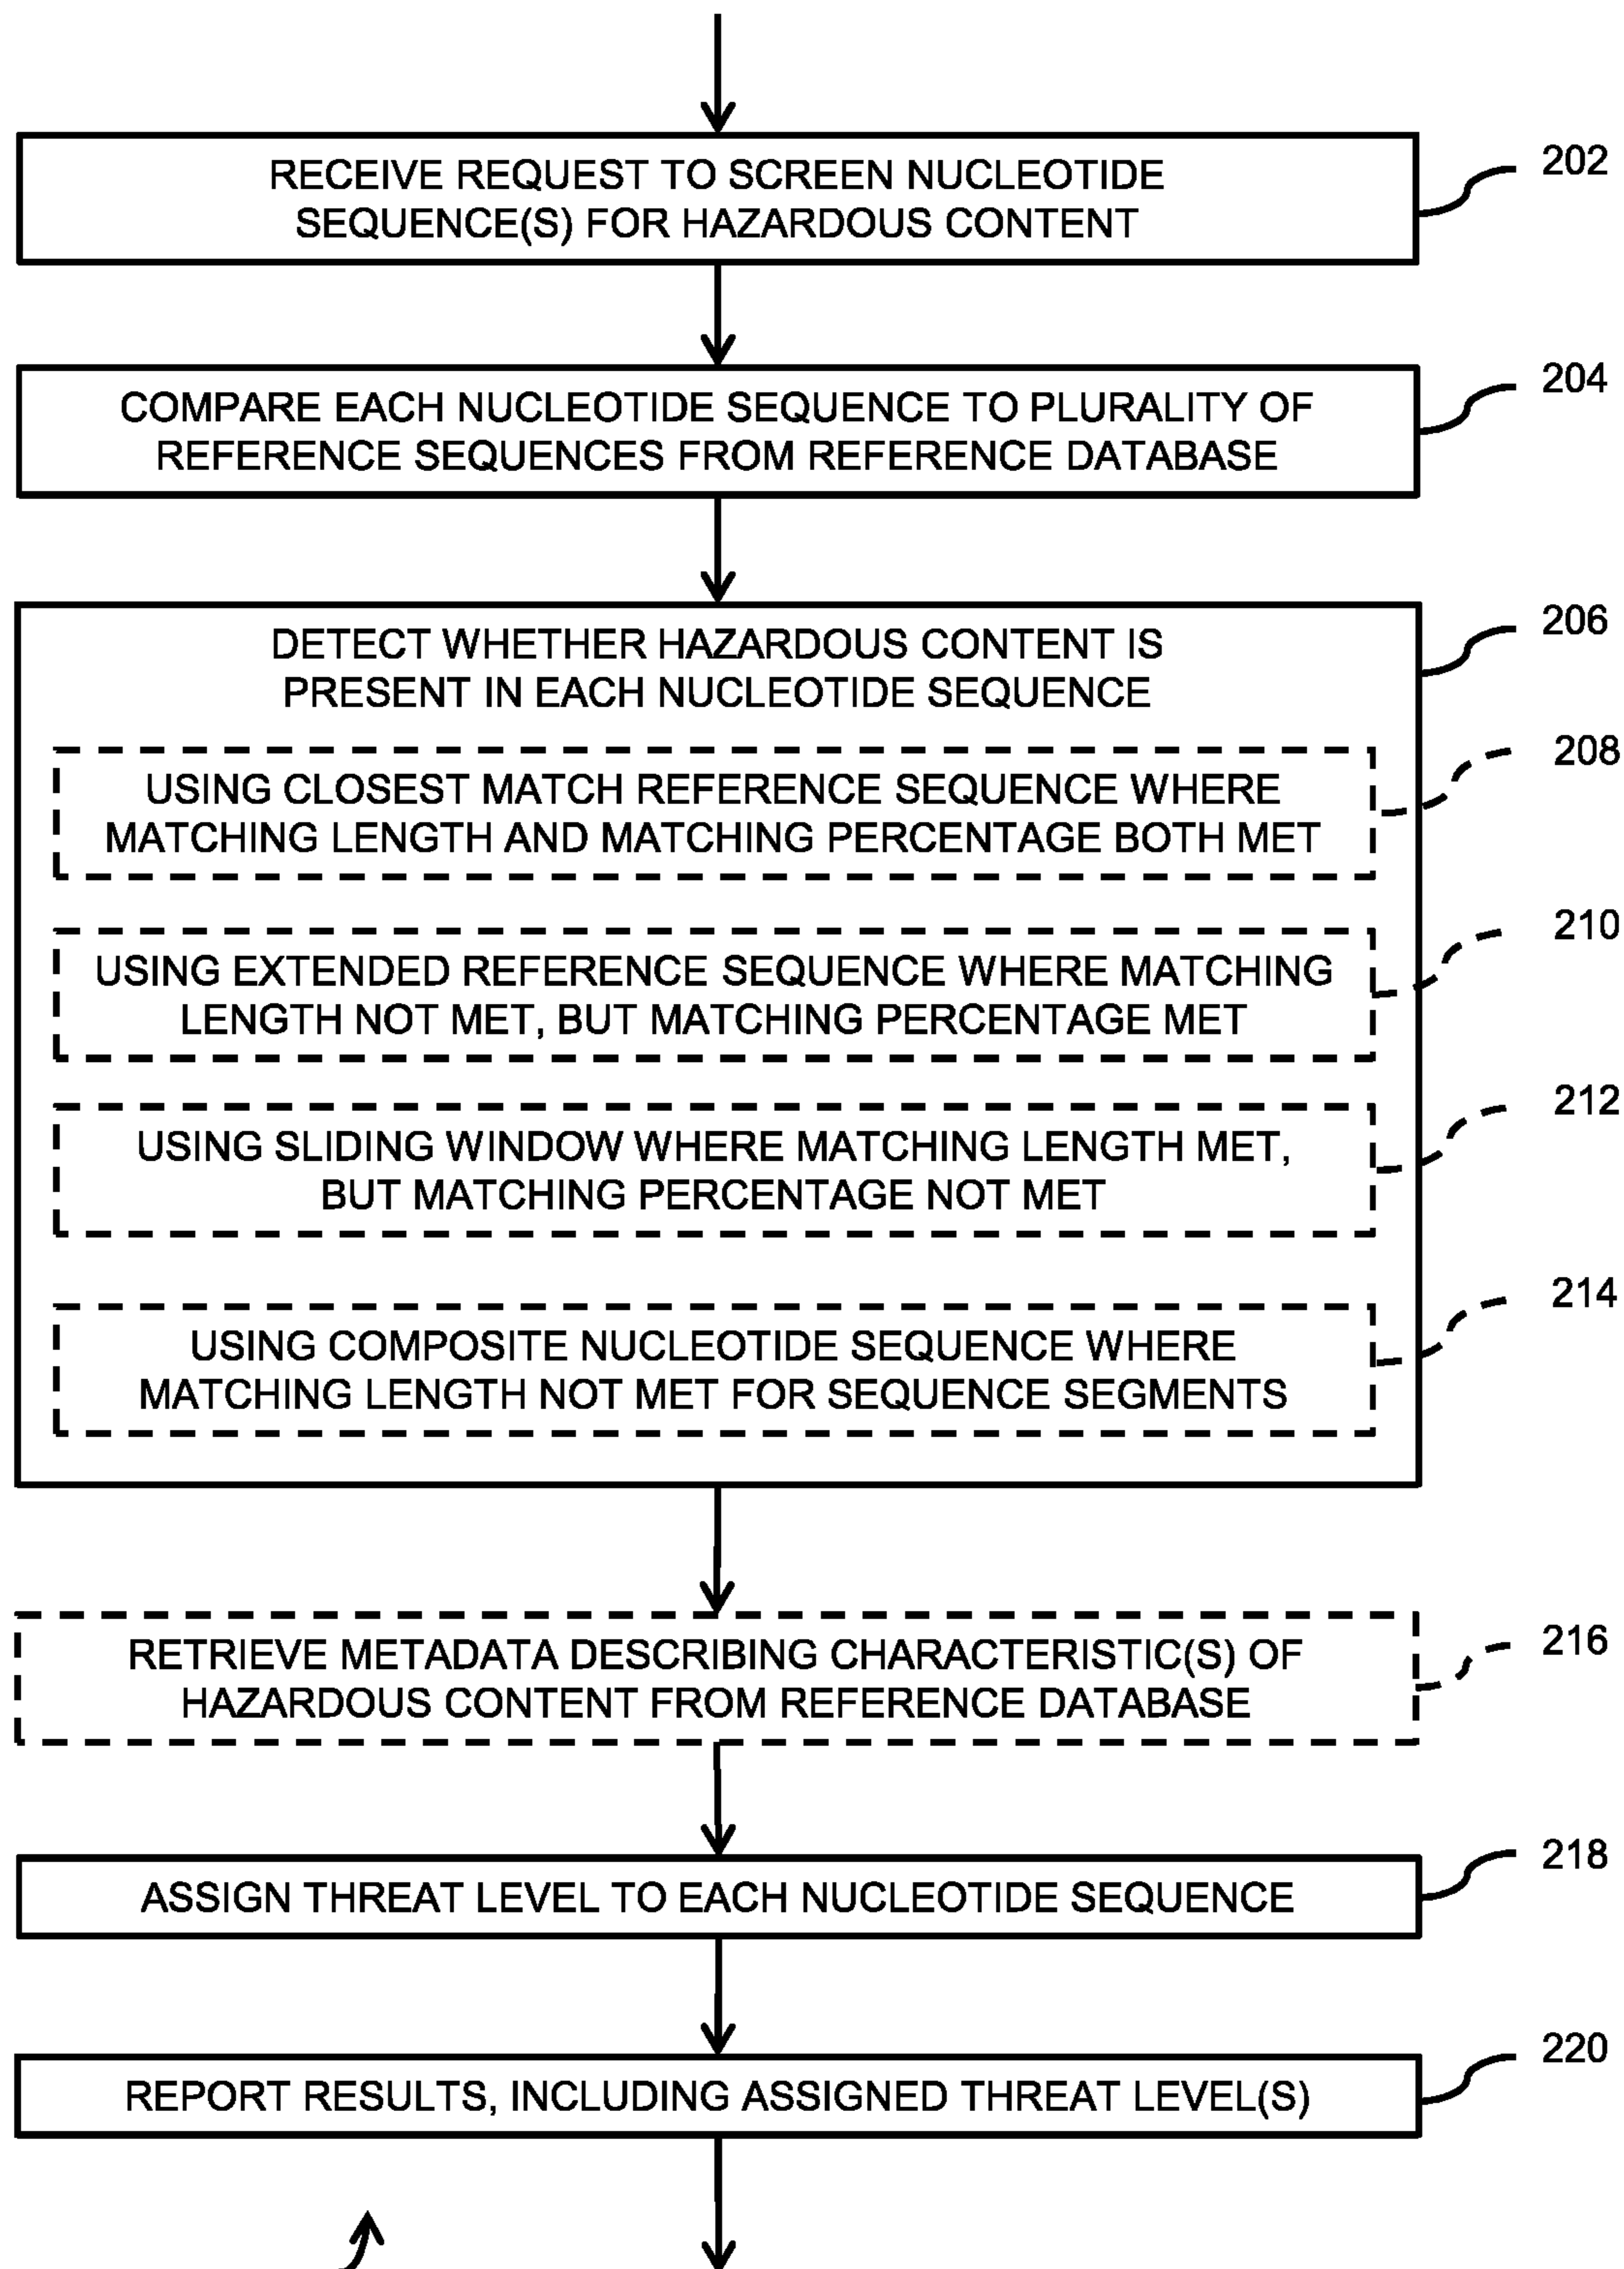 RECEIVE REQUEST TO SCREEN NUCLEOTIDE
SEQUENCE(S) FOR HAZARDOUS CONTENT
202
COMPARE EACH NUCLEOTIDE SEQUENCE TO PLURALITY OF
REFERENCE SEQUENCES FROM REFERENCE DATABASE
204
DETECT WHETHER HAZARDOUS CONTENT IS
PRESENT IN EACH NUCLEOTIDE SEQUENCE
206
USING CLOSEST MATCH REFERENCE SEQUENCE WHERE
MATCHING LENGTH AND MATCHING PERCENTAGE BOTH MET
208
USING EXTENDED REFERENCE SEQUENCE WHERE MATCHING
LENGTH NOT MET, BUT MATCHING PERCENTAGE MET
210
USING SLIDING WINDOW WHERE MATCHING LENGTH MET,
BUT MATCHING PERCENTAGE NOT MET
212
USING COMPOSITE NUCLEOTIDE SEQUENCE WHERE
MATCHING LENGTH NOT MET FOR SEQUENCE SEGMENTS
214
RETRIEVE METADATA DESCRIBING CHARACTERISTIC(S) OF
HAZARDOUS CONTENT FROM REFERENCE DATABASE
216
ASSIGN THREAT LEVEL TO EACH NUCLEOTIDE SEQUENCE
218
REPORT RESULTS, INCLUDING ASSIGNED THREAT LEVEL(S)
220